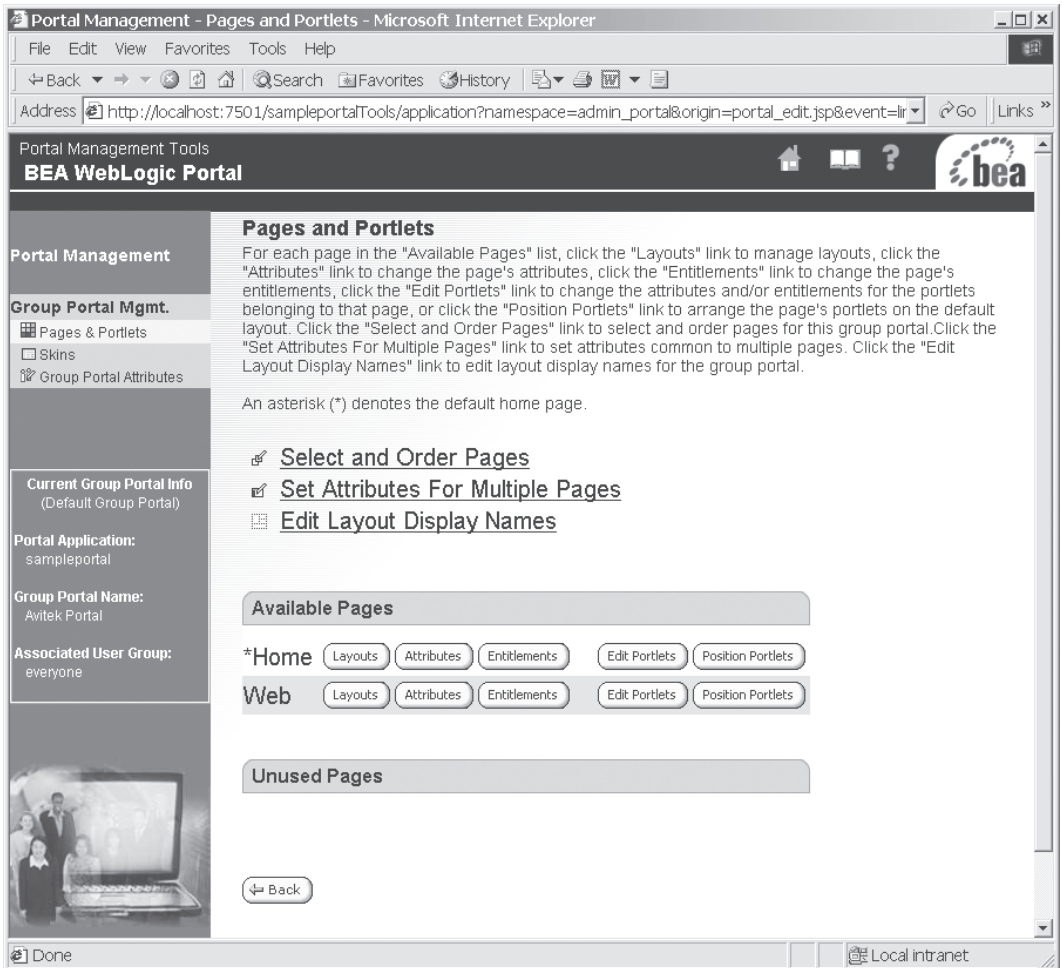 Portal Management - Pages and Portlets - Microsoft Internet Explorer
File Edit View Favorites Tools Help
Back Search Favorites History
Address http://localhost:7501/sampleportalTools/application?namespace=admin_portal&origin=portal_edit.jsp&event=lir Go Links »
Portal Management Tools
BEA WebLogic Portal
? bea
Portal Management
Group Portal Mgmt.
Pages & Portlets
Skins
Group Portal Attributes
Current Group Portal Info
(Default Group Portal)
Portal Application:
sampleportal
Group Portal Name:
Avitek Portal
Associated User Group:
everyone
Pages and Portlets
For each page in the "Available Pages" list, click the "Layouts" link to manage layouts, click the
"Attributes" link to change the page's attributes, click the "Entitlements" link to change the page's
entitlements, click the "Edit Portlets" link to change the attributes and/or entitlements for the portlets
belonging to that page, or click the "Position Portlets" link to arrange the page's portlets on the default
layout. Click the "Select and Order Pages" link to select and order pages for this group portal.Click the
"Set Attributes For Multiple Pages" link to set attributes common to multiple pages. Click the "Edit
Layout Display Names" link to edit layout display names for the group portal.
An asterisk (*) denotes the default home page.
Select and Order Pages
Set Attributes For Multiple Pages
Edit Layout Display Names
Available Pages
*Home Layouts Attributes Entitlements Edit Portlets Position Portlets
Web Layouts Attributes Entitlements Edit Portlets Position Portlets
Unused Pages
Back
Done Local intranet